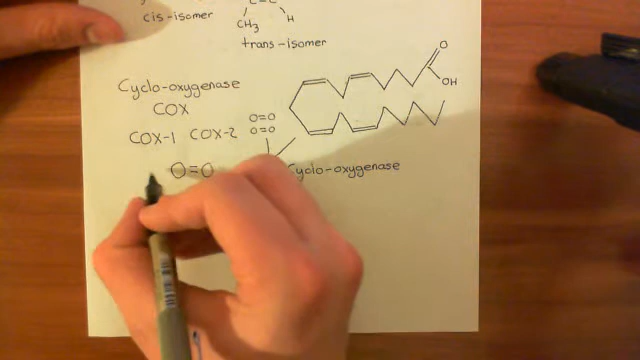 C=C
cis-isomer
CH3
H
trans-isomer
Cyclo-oxygenase
COX
COX-1 COX-2
O=O
O=O
O
OH
Cyclo-oxygenase
O=O